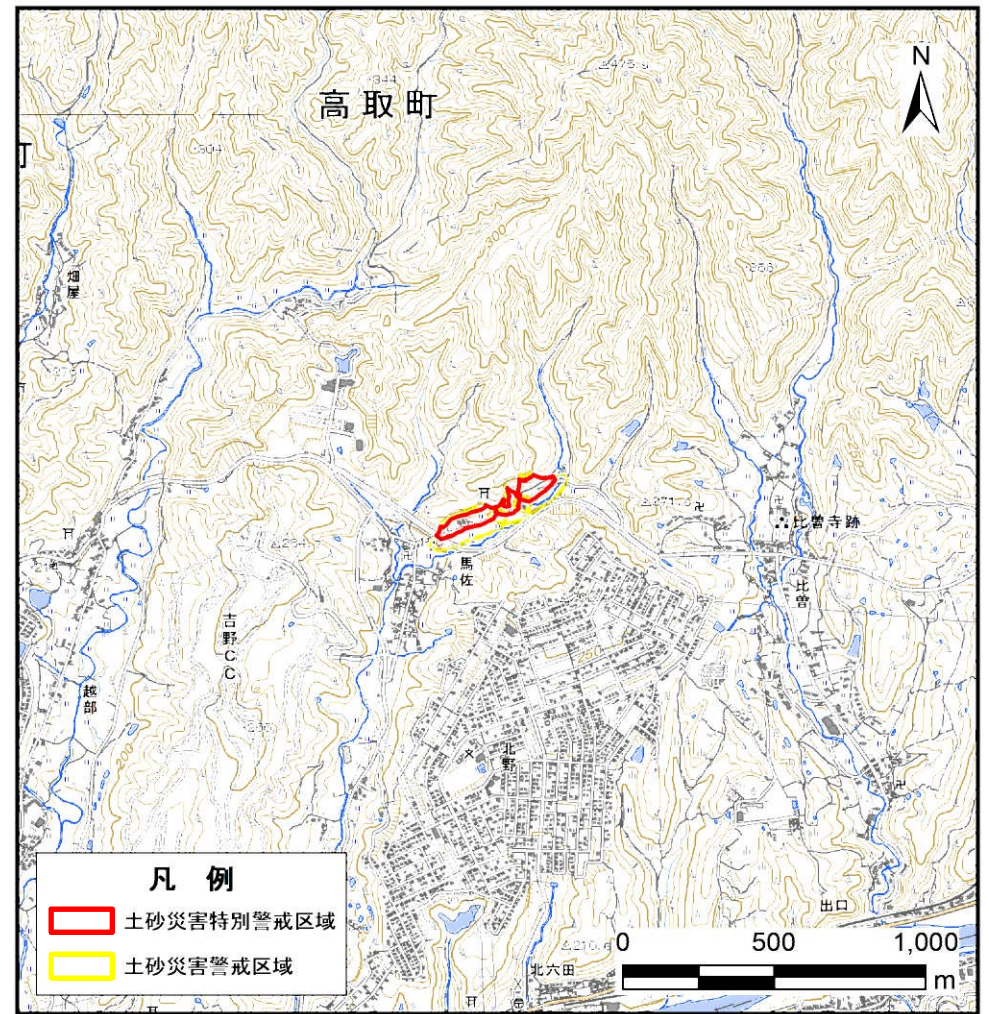 高取町
N
町
畑屋
比曽寺跡
馬佐
比曽
吉野CC
越部
北野
出口
北六田
凡 例
土砂災害特別警戒区域
土砂災害警戒区域
0 500 1,000
m